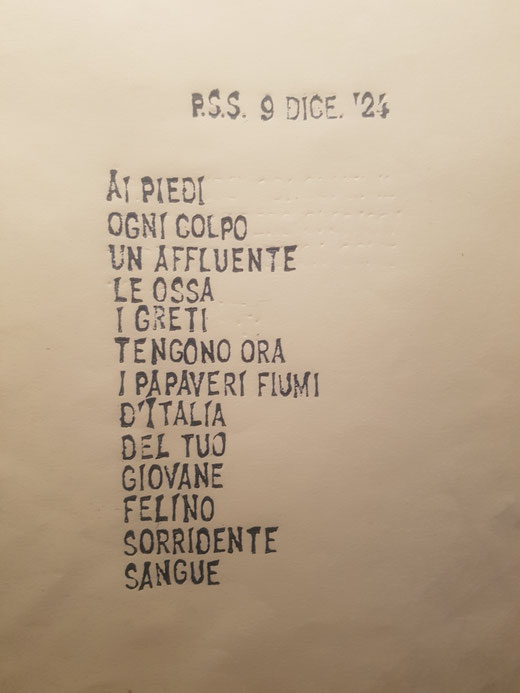 P.S.S. 9 DICE. '24
AI PIEDI
OGNI COLPO
UN AFFLUENTE
LE OSSA
I GRETI
TENGONO ORA
I PAPAVERI FIUMI
D'ITALIA
DEL TUO
GIOVANE
FELINO
SORRIDENTE
SANGUE